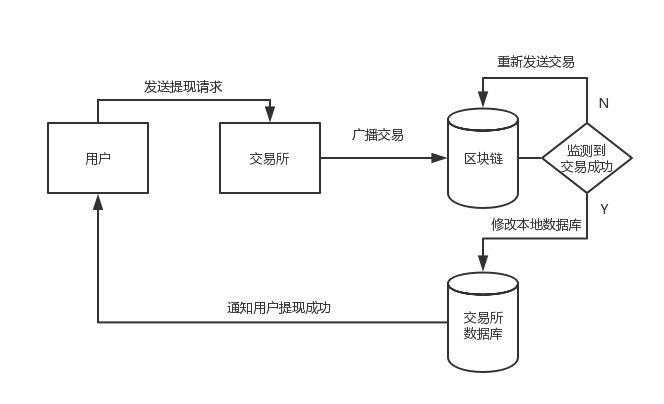 重新发送交易
发送提现请求
N
广播交易
用户
交易所
区块链
监测到
交易成功
Y
修改本地数据库
通知用户提现成功
交易所
数据库